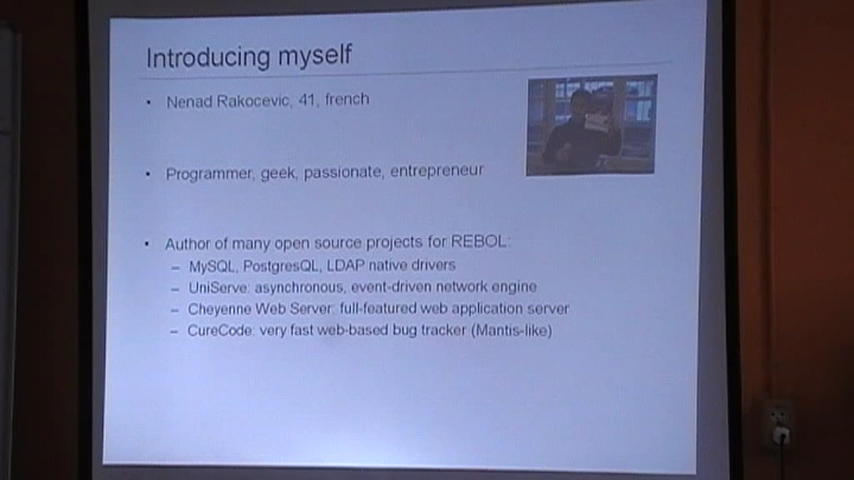 Introducing myself
• Nenad Rakocevic, 41, french
• Programmer, geek, passionate, entrepreneur
• Author of many open source projects for REBOL:
– MySQL, PostgresQL, LDAP native drivers
– UniServe: asynchronous, event-driven network engine
– Cheyenne Web Server: full-featured web application server
– CureCode: very fast web-based bug tracker (Mantis-like)